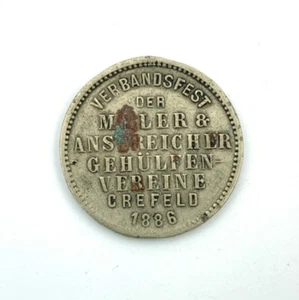 VERBANDSFEST
DER
MALER &
ANSTREICHER
GEHÜLFEN-
VEREINE
CREFELD
1886